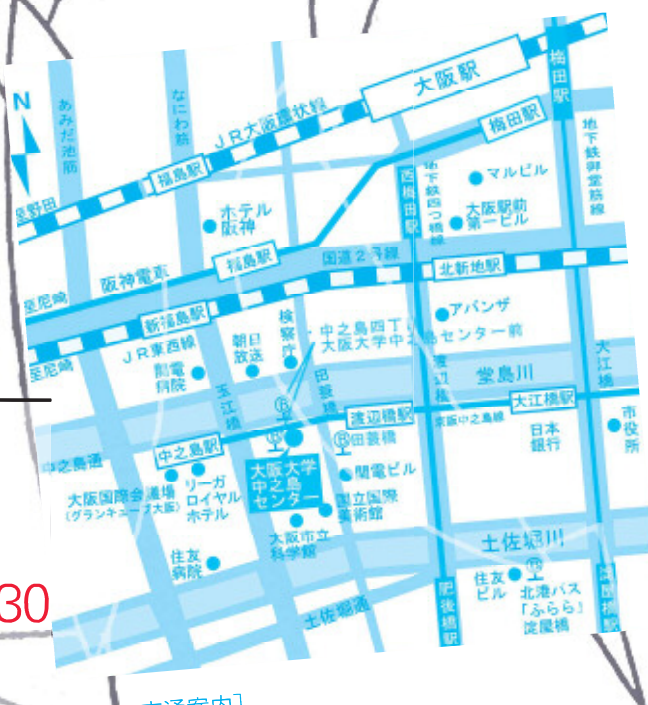 N
あみだ池筋
なにわ筋
JR大阪環状線
大阪駅
梅田駅
至野田
福島駅
梅田駅
地下鉄御堂筋線
西梅田駅
地下鉄四つ橋線
マルビル
大阪駅前
第一ビル
ホテル
阪神
福島駅
国道2号線
北新地駅
阪神電車
至尼崎
新福島駅
JR東西線
至尼崎
アバンザ
検察庁
朝日
放送
関電
病院
中之島四丁
大阪大学中之島センター前
堂島川
大江橋
渡辺橋
田蓑橋
玉江橋
渡辺橋駅
大江橋駅
京阪中之島線
日本
銀行
市役所
中之島通
中之島駅
田蓑橋
関電ビル
大阪大学
中之島
センター
大阪国際会議場
(グランキューブ大阪)
リーガ
ロイヤル
ホテル
国立国際
美術館
大阪市立
科学館
住友
病院
土佐堀川
土佐堀通
肥後橋駅
住友
ビル
北港バス
「ふらら」
淀屋橋
淀屋橋駅
30
交通案内]